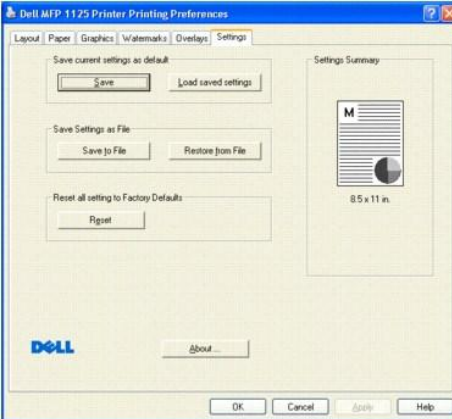 Dell MFP 1125 Printer Printing Preferences
Layout Paper Graphics Watermarks Overlays Settings
Save current settings as default
Save
Load saved settings
Settings Summary
M
8.5 x 11 in.
Save Settings as File
Save to File
Restore from File
Reset all setting to Factory Defaults
Reset
DELL
About ...
OK
Cancel
Apply
Help